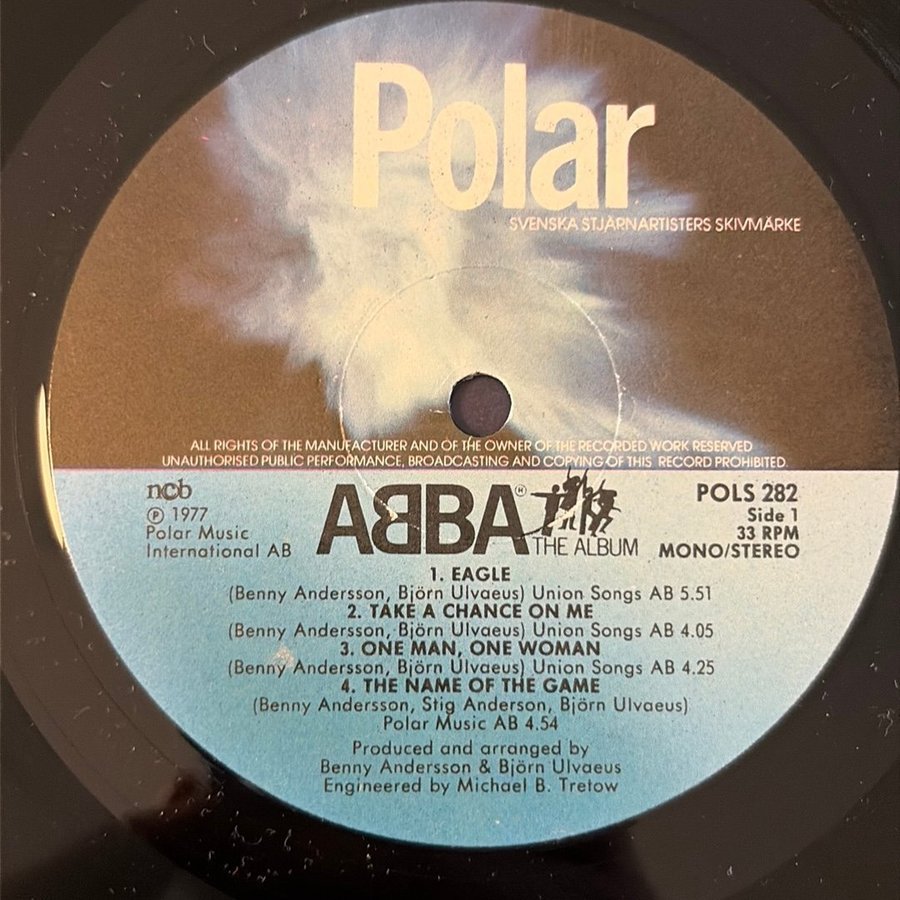 Polar
SVENSKA STJÄRNARTISTERS SKIVMÄRKE
ALL RIGHTS OF THE MANUFACTURER AND OF THE OWNER OF THE RECORDED WORK RESERVED
UNAUTHORISED PUBLIC PERFORMANCE, BROADCASTING AND COPYING OF THIS RECORD PROHIBITED.
ncb
℗ 1977
Polar Music
International AB
ABBA®
THE ALBUM
POLS 282
Side 1
33 RPM
MONO/STEREO
1. EAGLE
(Benny Andersson, Björn Ulvaeus) Union Songs AB 5.51
2. TAKE A CHANCE ON ME
(Benny Andersson, Björn Ulvaeus) Union Songs AB 4.05
3. ONE MAN, ONE WOMAN
(Benny Andersson, Björn Ulvaeus) Union Songs AB 4.25
4. THE NAME OF THE GAME
(Benny Andersson, Stig Anderson, Björn Ulvaeus)
Polar Music AB 4.54
Produced and arranged by
Benny Andersson & Björn Ulvaeus
Engineered by Michael B. Tretow